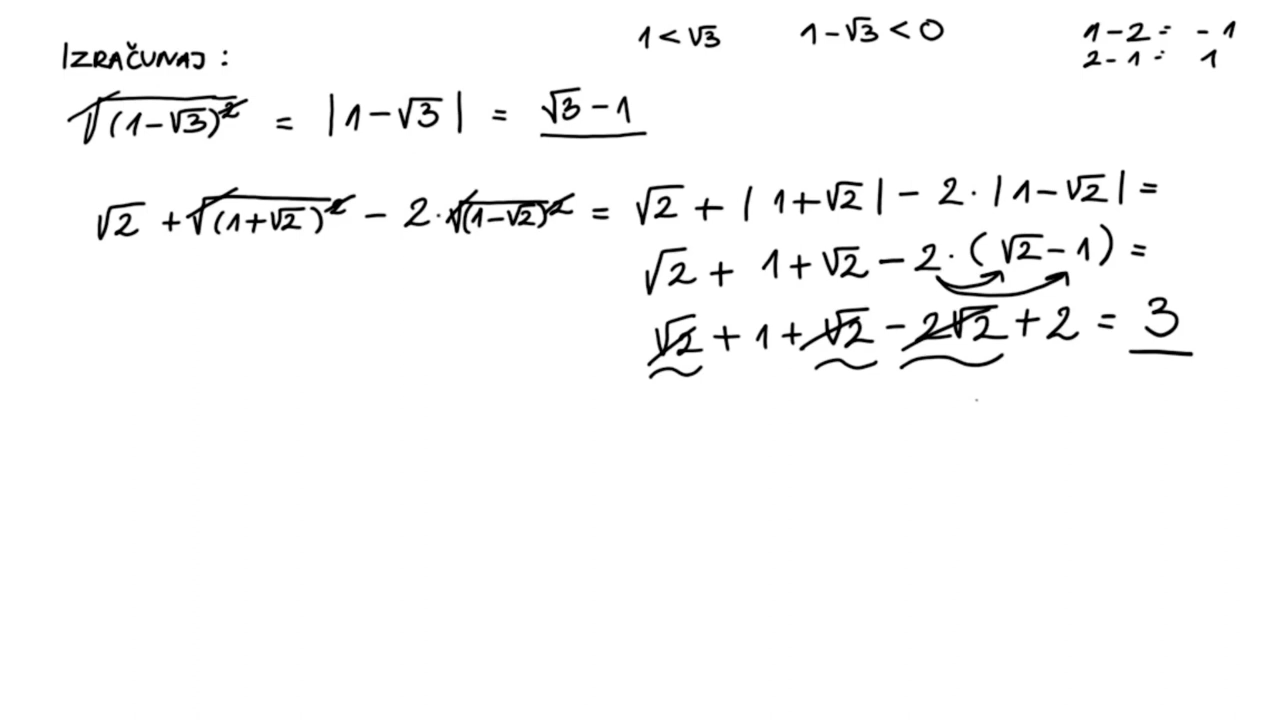 IZRAČUNAJ :
1 < √3
1 - √3 < 0
1 - 2 = - 1
2 - 1 = 1
√(1-√3)² = |1-√3| = √3 - 1
√2 + √(1+√2)² - 2·√(1-√2)² = √2 + |1+√2| - 2·|1-√2| =
√2 + 1+√2 - 2·(√2-1) =
√2 + 1 + √2 - 2√2 + 2 = 3